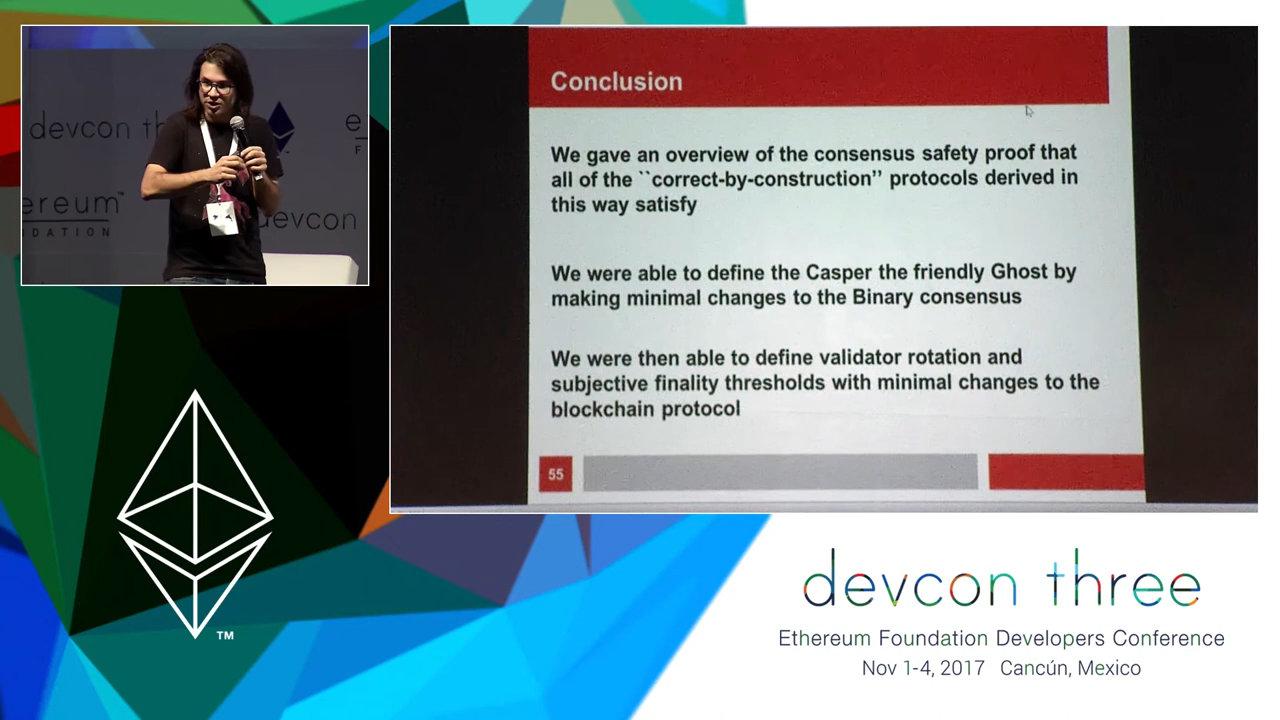 devcon th
e
F
ereum™
NDATION
devcon
Conclusion
We gave an overview of the consensus safety proof that
all of the ``correct-by-construction’’ protocols derived in
this way satisfy
We were able to define the Casper the friendly Ghost by
making minimal changes to the Binary consensus
We were then able to define validator rotation and
subjective finality thresholds with minimal changes to the
blockchain protocol
55
TM
devcon three
Ethereum Foundation Developers Conference
Nov 1-4, 2017 Cancún, Mexico